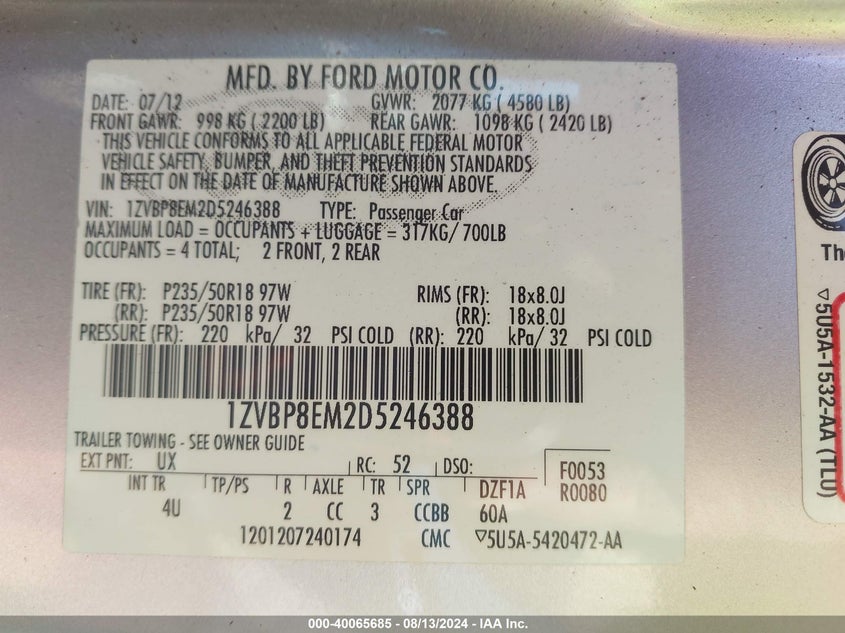 MFD. BY FORD MOTOR CO.
DATE: 07/12 GVWR: 2077 KG ( 4580 LB)
FRONT GAWR: 998 KG ( 2200 LB) REAR GAWR: 1098 KG ( 2420 LB)
THIS VEHICLE CONFORMS TO ALL APPLICABLE FEDERAL MOTOR
VEHICLE SAFETY, BUMPER, AND THEFT PREVENTION STANDARDS
IN EFFECT ON THE DATE OF MANUFACTURE SHOWN ABOVE.
VIN: 1ZVBP8EM2D5246388 TYPE: Passenger Car
MAXIMUM LOAD = OCCUPANTS + LUGGAGE = 317KG/ 700LB
OCCUPANTS = 4 TOTAL; 2 FRONT, 2 REAR
TIRE (FR): P235/50R18 97W RIMS (FR): 18x8.0J
(RR): P235/50R18 97W (RR): 18x8.0J
PRESSURE (FR): 220 kPa/ 32 PSI COLD (RR): 220 kPa/ 32 PSI COLD
1ZVBP8EM2D5246388
TRAILER TOWING - SEE OWNER GUIDE
EXT PNT: UX RC: 52 DSO: F0053
R0080
INT TR TP/PS R AXLE TR SPR DZF1A
4U 2 CC 3 CCBB 60A
1201207240174 CMC ▽5U5A-5420472-AA
Th
▽5U5A-1532-AA (TLU)
000-40065685 - 08/13/2024 - IAA Inc.